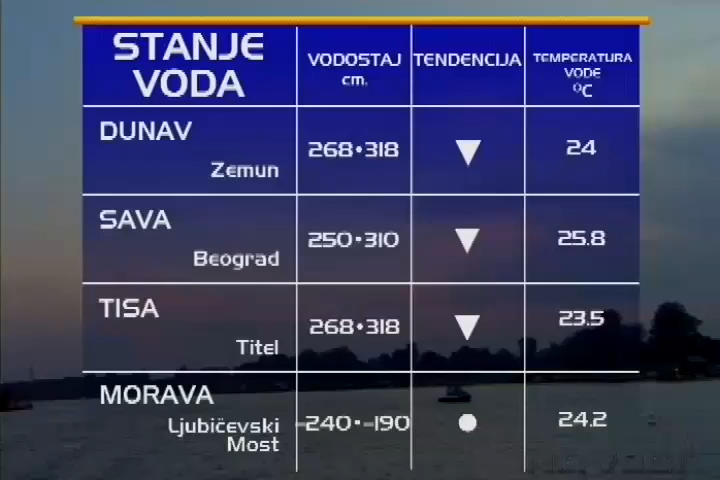 STANJE
VODA
VODOSTAJ
cm.
TENDENCIJA
TEMPERATURA
VODE
°C
DUNAV
Zemun
268•318
24
SAVA
Beograd
250•310
25.8
TISA
Titel
268•318
23.5
MORAVA
Ljubičevski
Most
-240•-190
24.2